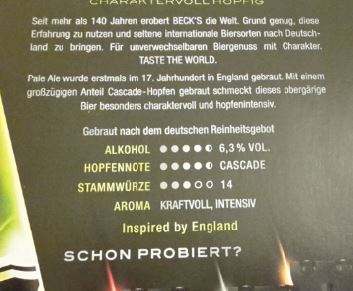 CHARAKTERVOLL HOPFIG
Seit mehr als 140 Jahren erobert BECK'S die Welt. Grund genug, diese
Erfahrung zu nutzen und seltene internationale Biersorten nach Deutsch-
land zu bringen. Für unverwechselbaren Biergenuss mit Charakter.
TASTE THE WORLD.
Pale Ale wurde erstmals im 17. Jahrhundert in England gebraut. Mit einem
großzügigen Anteil Cascade-Hopfen gebraut schmeckt dieses obergärige
Bier besonders charaktervoll und hopfenintensiv.
Gebraut nach dem deutschen Reinheitsgebot
ALKOHOL 6,3 % VOL.
HOPFENNOTE CASCADE
STAMMWÜRZE 14
AROMA KRAFTVOLL, INTENSIV
Inspired by England
SCHON PROBIERT?